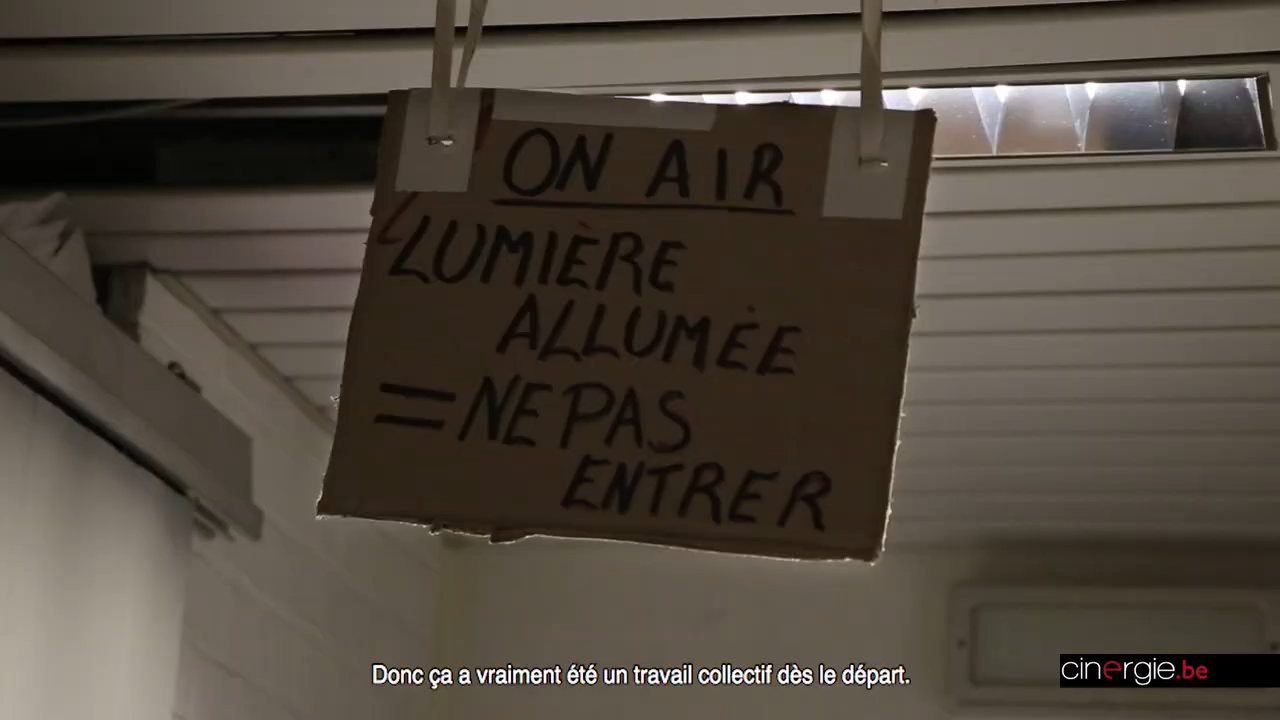 ON AIR
LUMIÈRE
ALLUMÉE
= NE PAS
ENTRER
Donc ça a vraiment été un travail collectif dès le départ.
cinergie.be